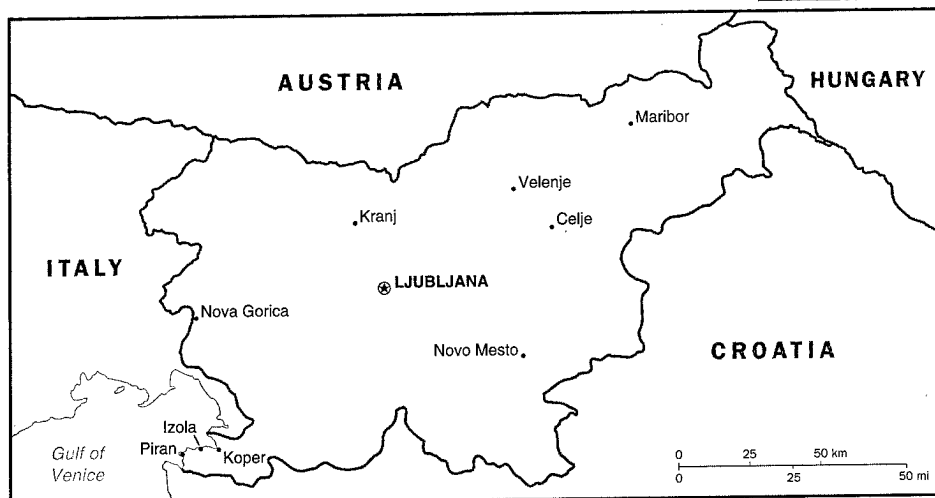 AUSTRIA
HUNGARY
Maribor
Velenje
Kranj
Celje
ITALY
LJUBLJANA
Nova Gorica
Novo Mesto
CROATIA
Izola
Gulf of
Venice
Piran
Koper
0 25 50 km
0 25 50 mi